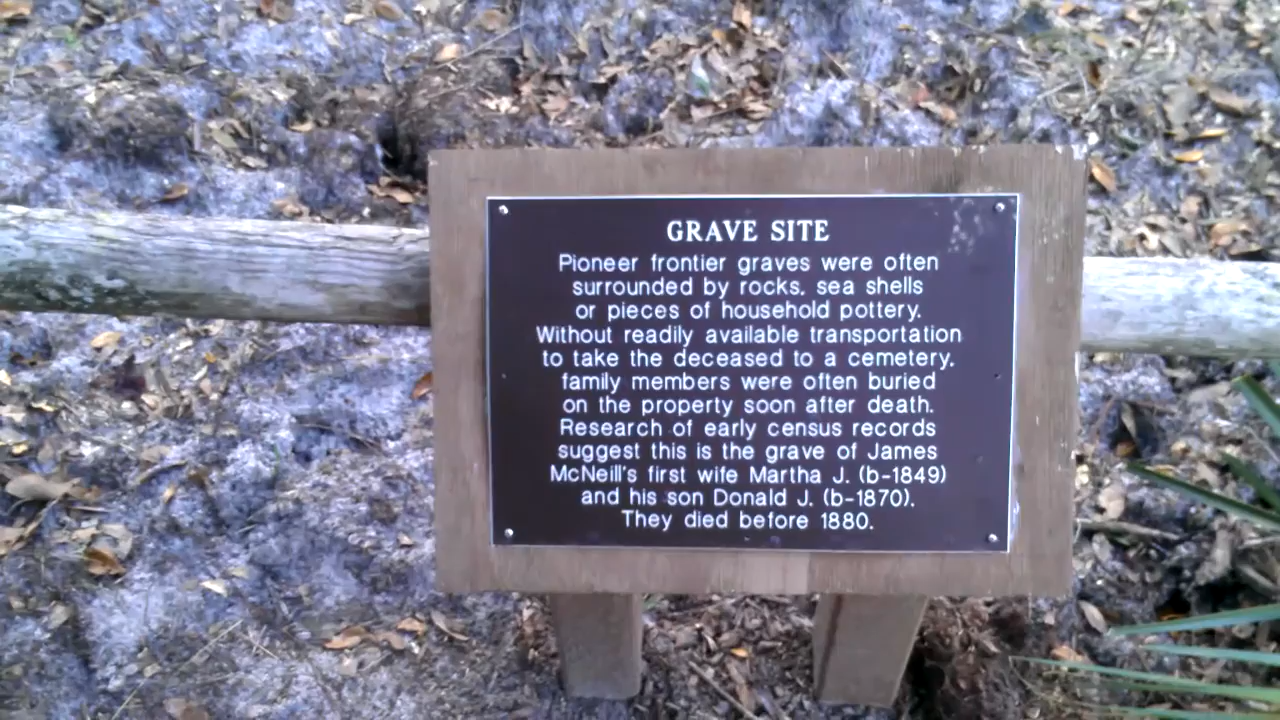 GRAVE SITE
Pioneer frontier graves were often
surrounded by rocks, sea shells
or pieces of household pottery.
Without readily available transportation
to take the deceased to a cemetery,
family members were often buried
on the property soon after death.
Research of early census records
suggest this is the grave of James
McNeill's first wife Martha J. (b-1849)
and his son Donald J. (b-1870).
They died before 1880.